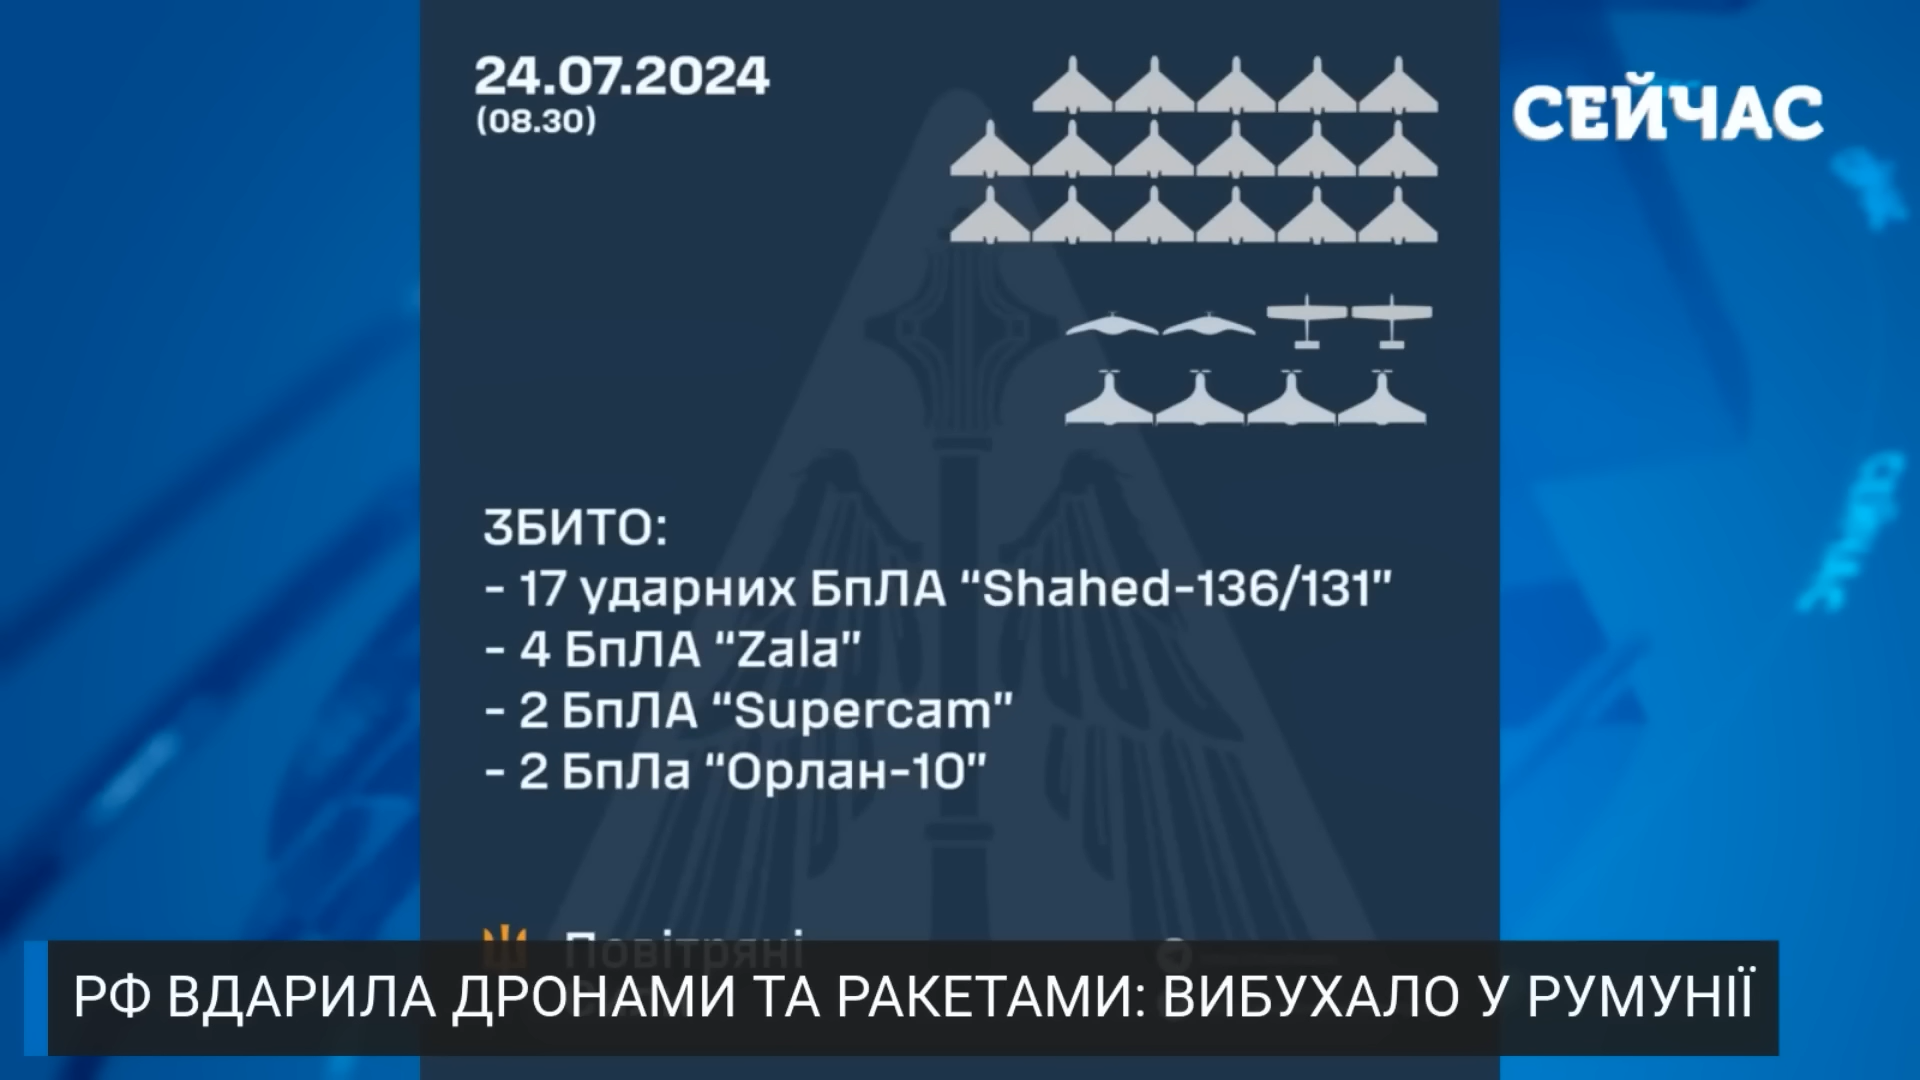 24.07.2024
(08.30)
СЕЙЧАС
ЗБИТО:
- 17 ударних БпЛА “Shahed-136/131”
- 4 БпЛА “Zala”
- 2 БпЛА “Supercam”
- 2 БпЛа “Орлан-10”
Повітряні
РФ ВДАРИЛА ДРОНАМИ ТА РАКЕТАМИ: ВИБУХАЛО У РУМУНІЇ